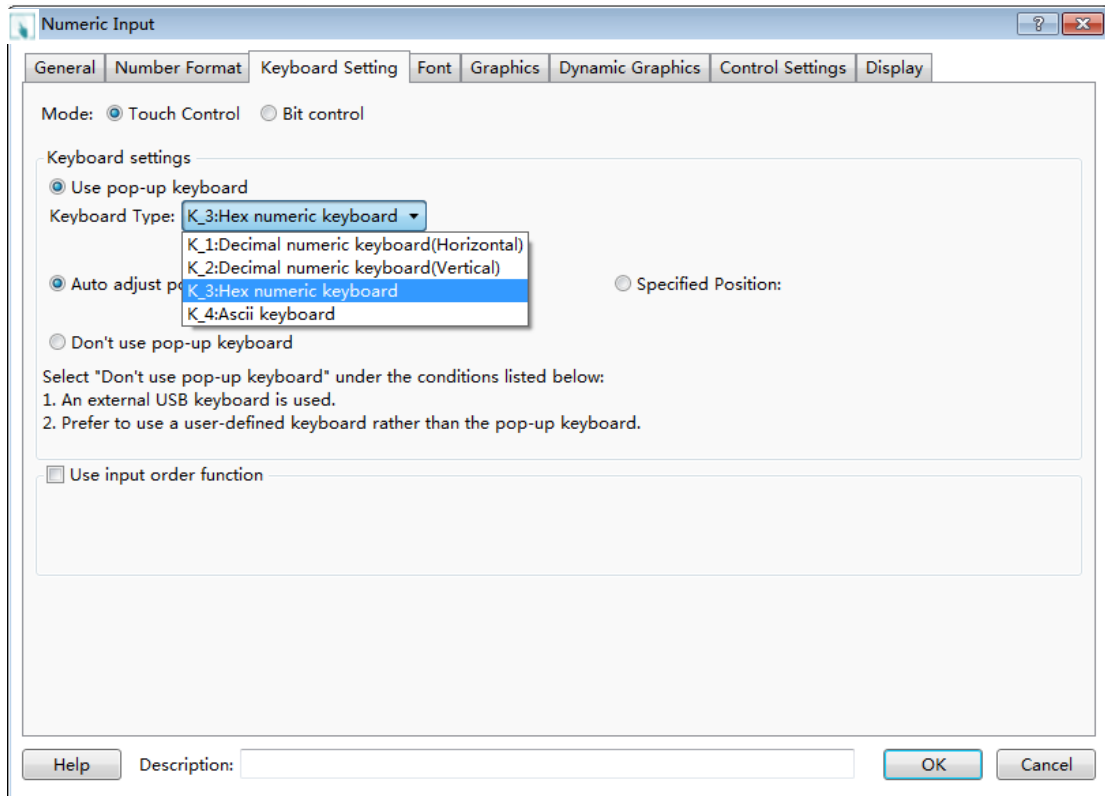 Numeric Input
General Number Format Keyboard Setting Font Graphics Dynamic Graphics Control Settings Display
Mode: Touch Control Bit control
Keyboard settings
Use pop-up keyboard
Keyboard Type: K_3:Hex numeric keyboard
K_1:Decimal numeric keyboard(Horizontal)
K_2:Decimal numeric keyboard(Vertical)
Auto adjust K_3:Hex numeric keyboard Specified Position:
K_4:Ascii keyboard
Don't use pop-up keyboard
Select "Don't use pop-up keyboard" under the conditions listed below:
1. An external USB keyboard is used.
2. Prefer to use a user-defined keyboard rather than the pop-up keyboard.
Use input order function
Help Description: OK Cancel